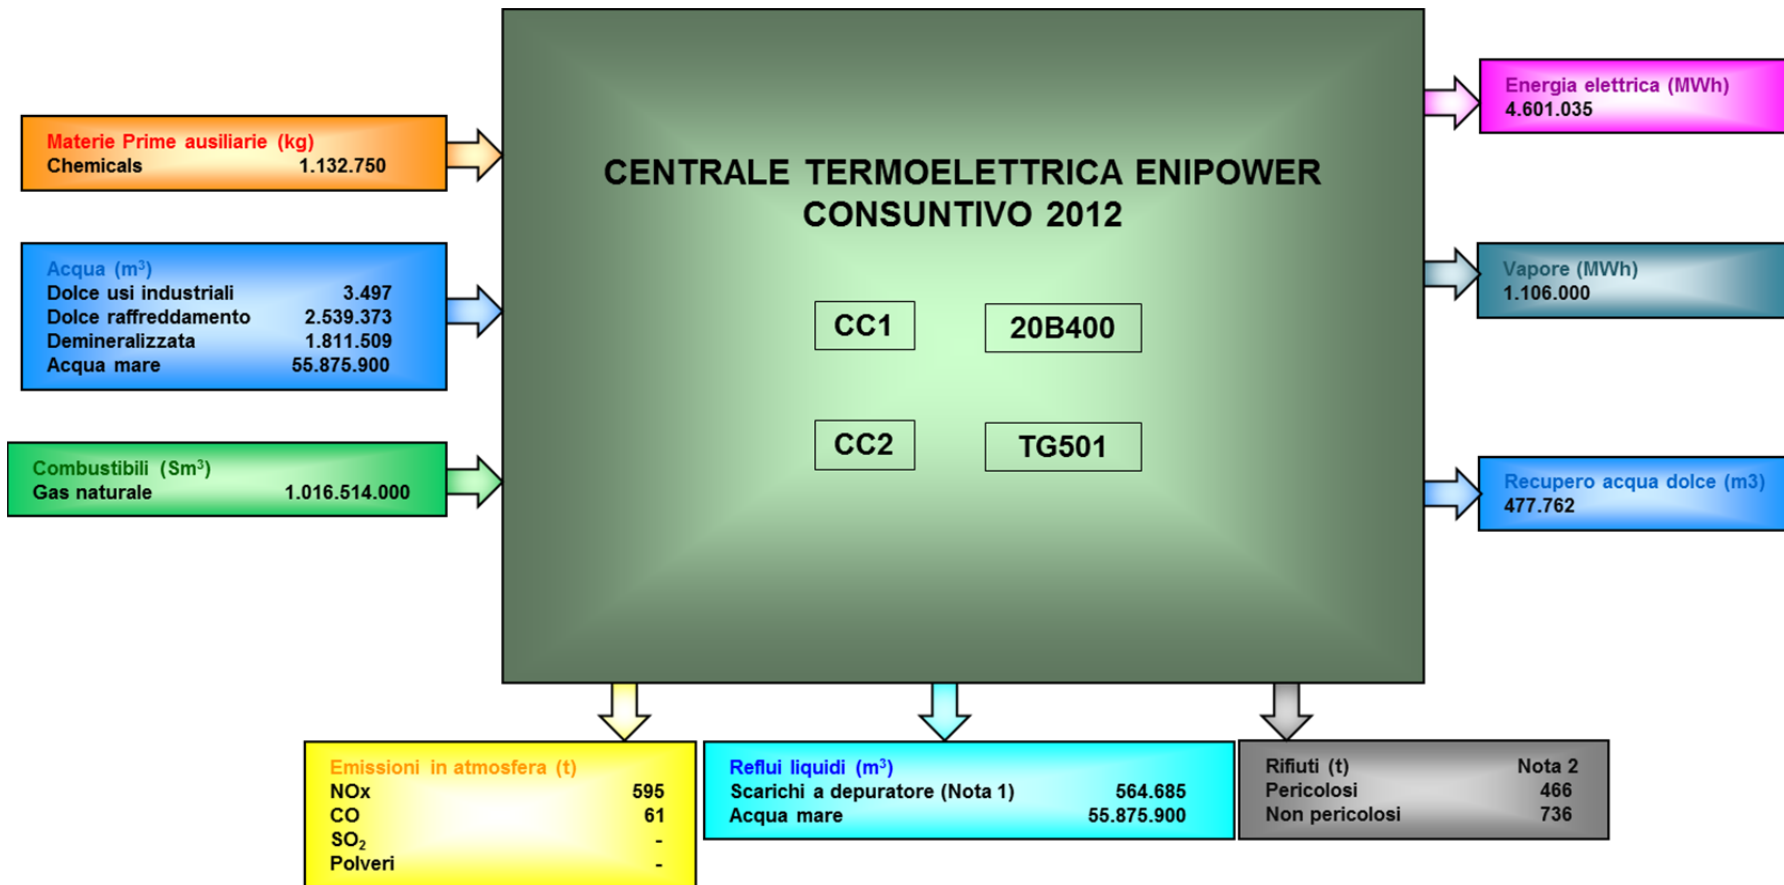 Materie Prime ausiliarie (kg)
Chemicals 1.132.750
Acqua (m³)
Dolce usi industriali 3.497
Dolce raffreddamento 2.539.373
Demineralizzata 1.811.509
Acqua mare 55.875.900
Combustibili (Sm³)
Gas naturale 1.016.514.000
CENTRALE TERMOELETTRICA ENIPOWER
CONSUNTIVO 2012
CC1 20B400
CC2 TG501
Energia elettrica (MWh)
4.601.035
Vapore (MWh)
1.106.000
Recupero acqua dolce (m3)
477.762
Emissioni in atmosfera (t)
NOx 595
CO 61
SO₂ -
Polveri -
Reflui liquidi (m³)
Scarichi a depuratore (Nota 1) 564.685
Acqua mare 55.875.900
Rifiuti (t) Nota 2
Pericolosi 466
Non pericolosi 736